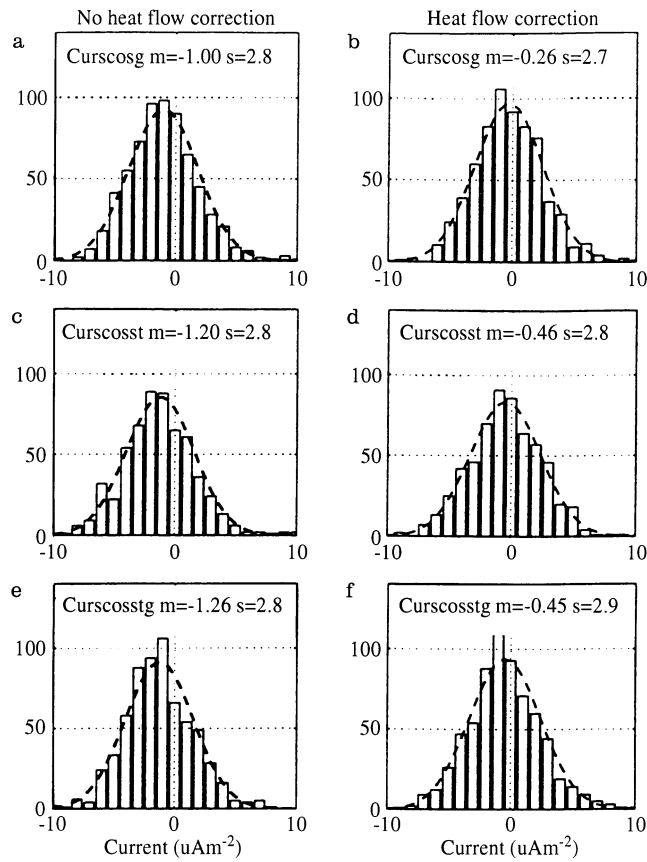 No heat flow correction
Heat flow correction
a
Curscosg m=-1.00 s=2.8
100
50
0
-10
0
10
b
Curscosg m=-0.26 s=2.7
100
50
0
-10
0
10
c
Curscosst m=-1.20 s=2.8
100
50
0
-10
0
10
d
Curscosst m=-0.46 s=2.8
100
50
0
-10
0
10
e
Curscosstg m=-1.26 s=2.8
100
50
0
-10
0
10
Current (uAm-2)
f
Curscosstg m=-0.45 s=2.9
100
50
0
-10
0
10
Current (uAm-2)